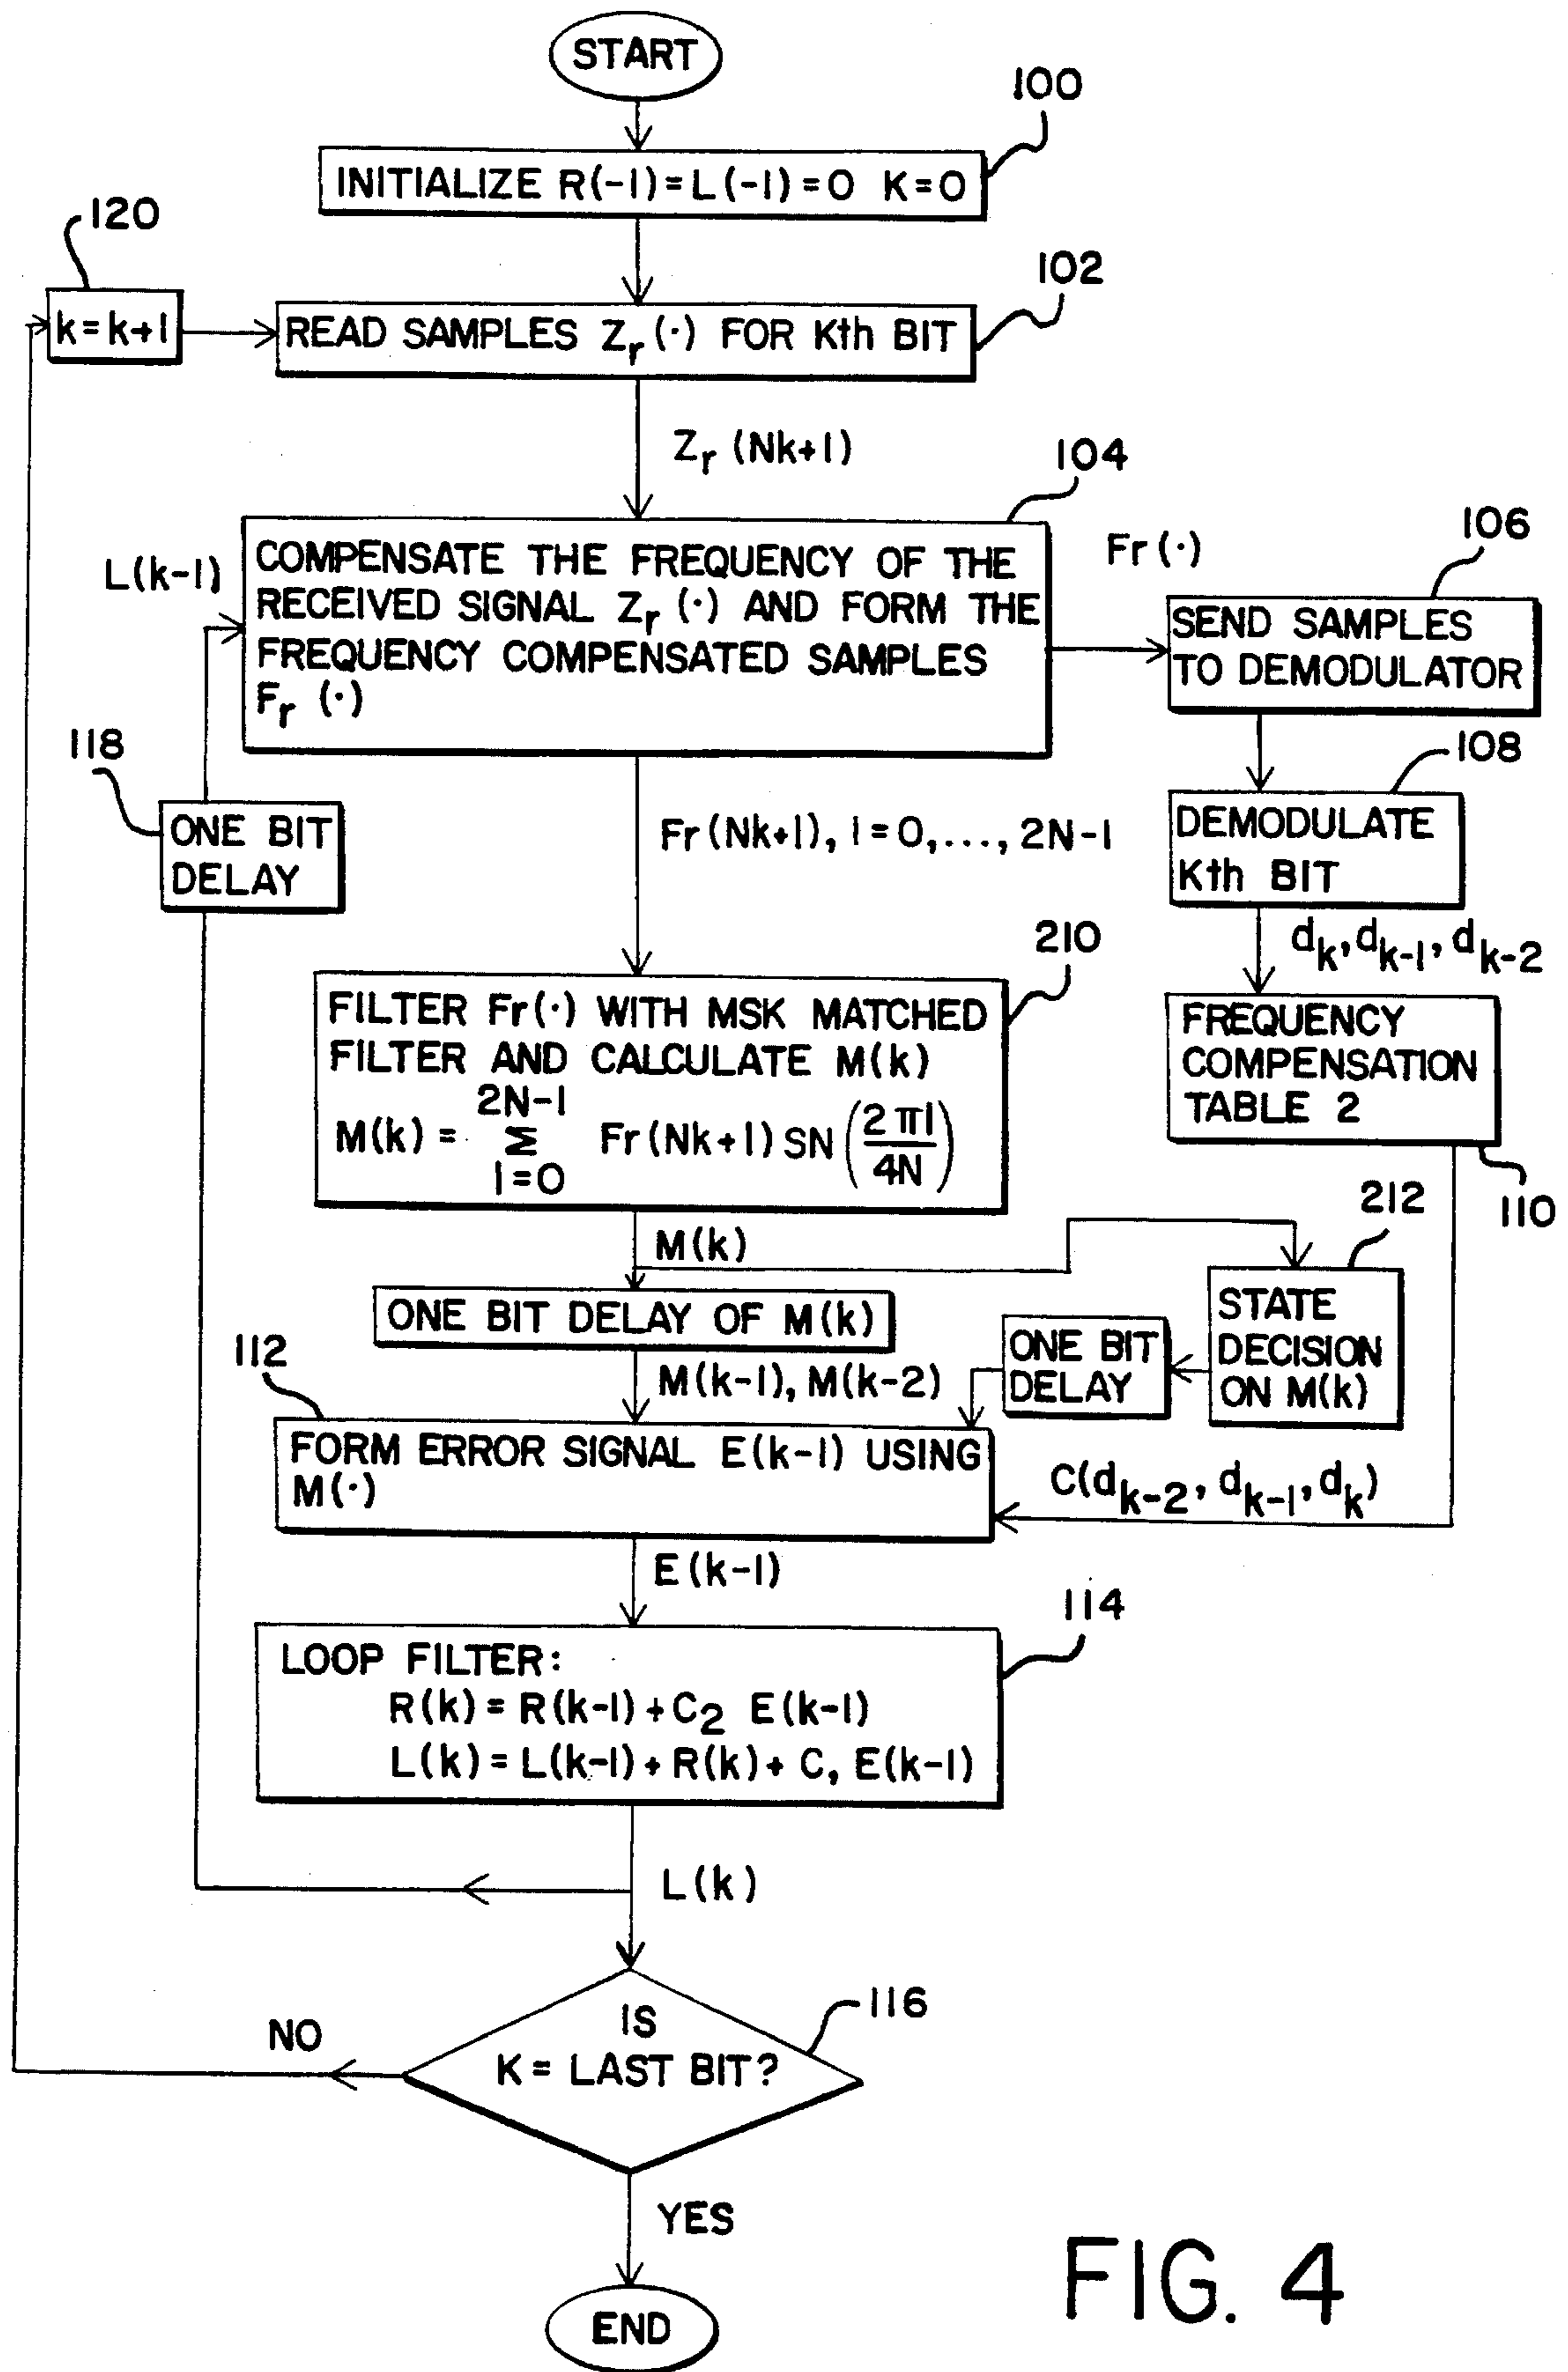 START
100
INITIALIZE R(-1)=L(-1)=0 K=0
120
102
k=k+1
READ SAMPLES Zr(·) FOR Kth BIT
Zr(Nk+1)
104
L(k-1)
COMPENSATE THE FREQUENCY OF THE
RECEIVED SIGNAL Zr(·) AND FORM THE
FREQUENCY COMPENSATED SAMPLES
Fr(·)
Fr(·)
106
SEND SAMPLES
TO DEMODULATOR
118
ONE BIT
DELAY
108
DEMODULATE
Kth BIT
Fr(Nk+1), l=0,..., 2N-1
dk, dk-1, dk-2
210
FILTER Fr(·) WITH MSK MATCHED
FILTER AND CALCULATE M(k)
2N-1
M(k) = Σ Fr(Nk+1) SN (2πl/4N)
l=0
FREQUENCY
COMPENSATION
TABLE 2
110
212
M(k)
ONE BIT DELAY OF M(k)
STATE
DECISION
ON M(k)
ONE BIT
DELAY
112
M(k-1), M(k-2)
FORM ERROR SIGNAL E(k-1) USING
M(·)
C(dk-2, dk-1, dk)
E(k-1)
114
LOOP FILTER:
R(k) = R(k-1)+C2 E(k-1)
L(k) = L(k-1)+R(k)+C, E(k-1)
L(k)
116
NO
IS
K= LAST BIT?
YES
END
FIG. 4